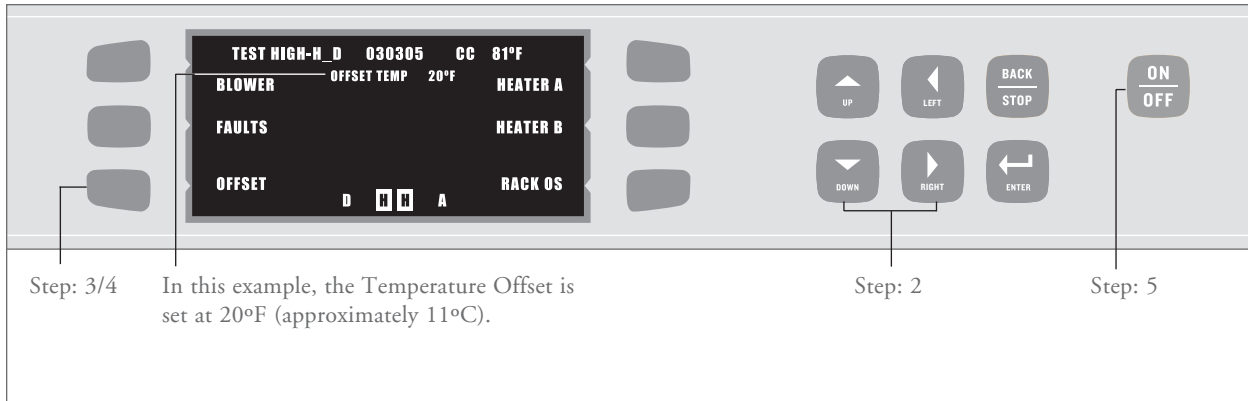 TEST HIGH-H_D 030305 CC 81ºF
OFFSET TEMP 20ºF
BLOWER HEATER A
FAULTS HEATER B
OFFSET RACK OS
D H H A
UP
LEFT
BACK
STOP
DOWN
RIGHT
ENTER
ON
OFF
Step: 3/4
In this example, the Temperature Offset is
set at 20ºF (approximately 11ºC).
Step: 2
Step: 5